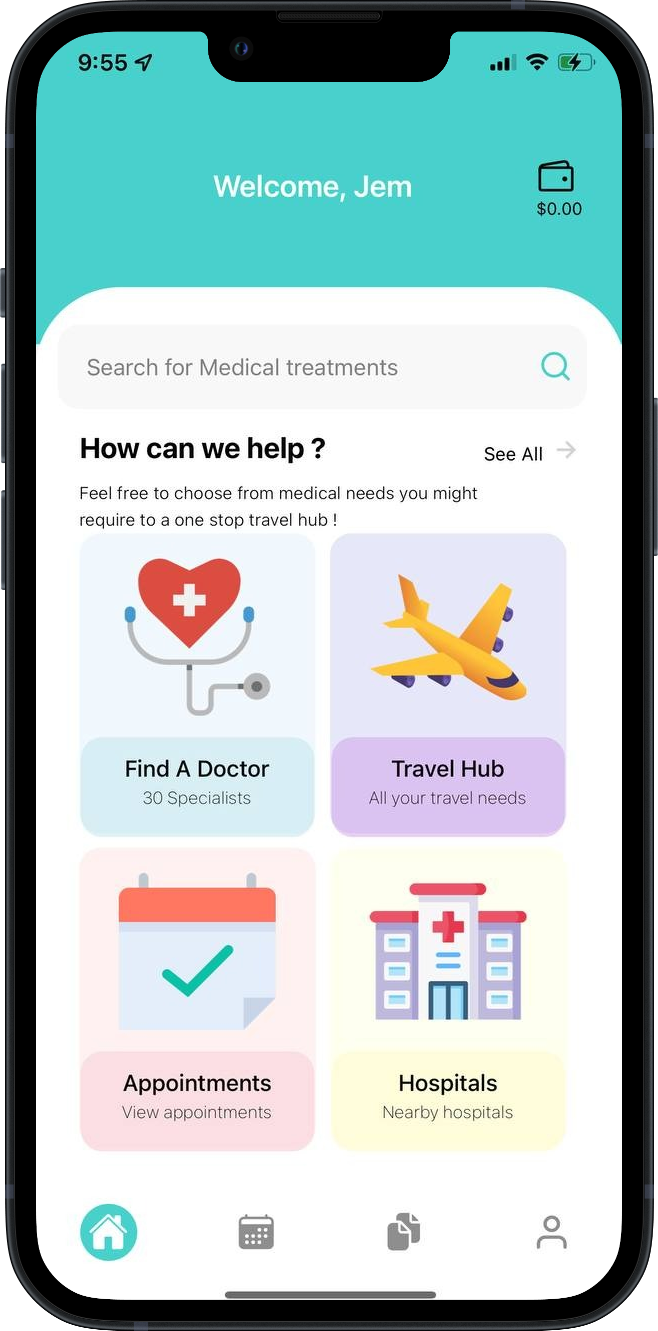 9:55
Welcome, Jem
$0.00
Search for Medical treatments
How can we help ?
See All
Feel free to choose from medical needs you might
require to a one stop travel hub !
Find A Doctor
30 Specialists
Travel Hub
All your travel needs
Appointments
View appointments
Hospitals
Nearby hospitals